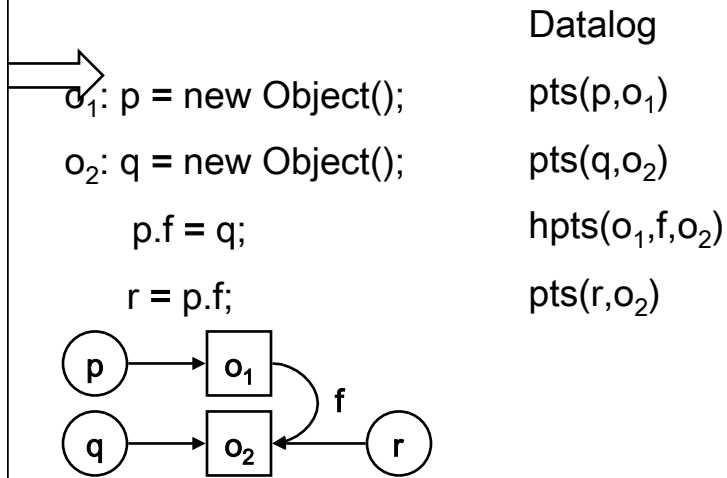 Datalog
o₁: p = new Object(); pts(p,o₁)
o₂: q = new Object(); pts(q,o₂)
p.f = q; hpts(o₁,f,o₂)
r = p.f; pts(r,o₂)
p o₁
f
q o₂ r